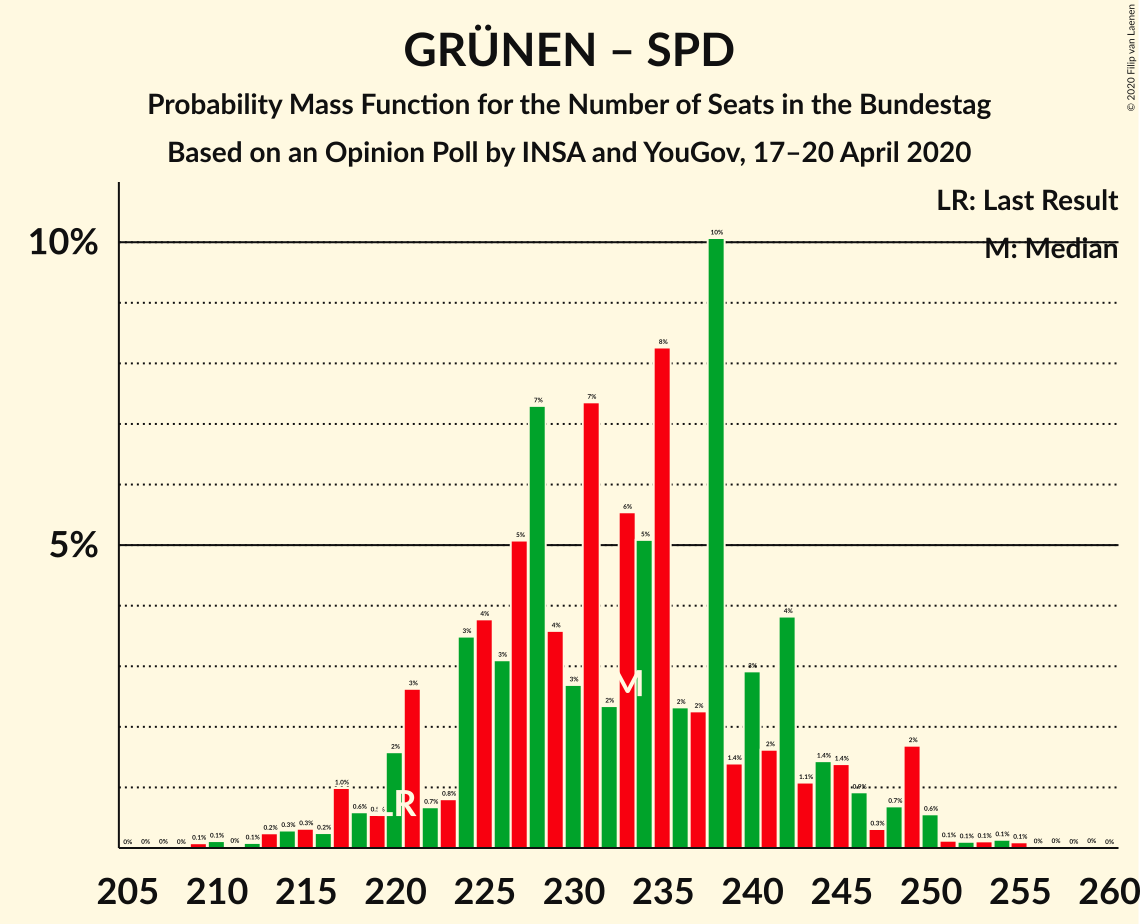 © 2020 Filip van Laenen
GRÜNEN – SPD
Probability Mass Function for the Number of Seats in the Bundestag
Based on an Opinion Poll by INSA and YouGov, 17–20 April 2020
LR: Last Result
M: Median
10%
5%
0% 0% 0% 0% 0.1% 0.1% 0% 0.1% 0.2% 0.3% 0.3% 0.2% 1.0% 0.6% 2% 3% 0.7% 0.8% 3% 4% 3% 5% 7% 4% 3% 7% 2% 6% 5% 8% 2% 2% 10% 1.4% 3% 2% 4% 1.1% 1.4% 1.4% 0.9% 0.3% 0.7% 2% 0.6% 0.1% 0.1% 0.1% 0.1% 0.1% 0% 0% 0% 0% 0%
LR
M
205 210 215 220 225 230 235 240 245 250 255 260